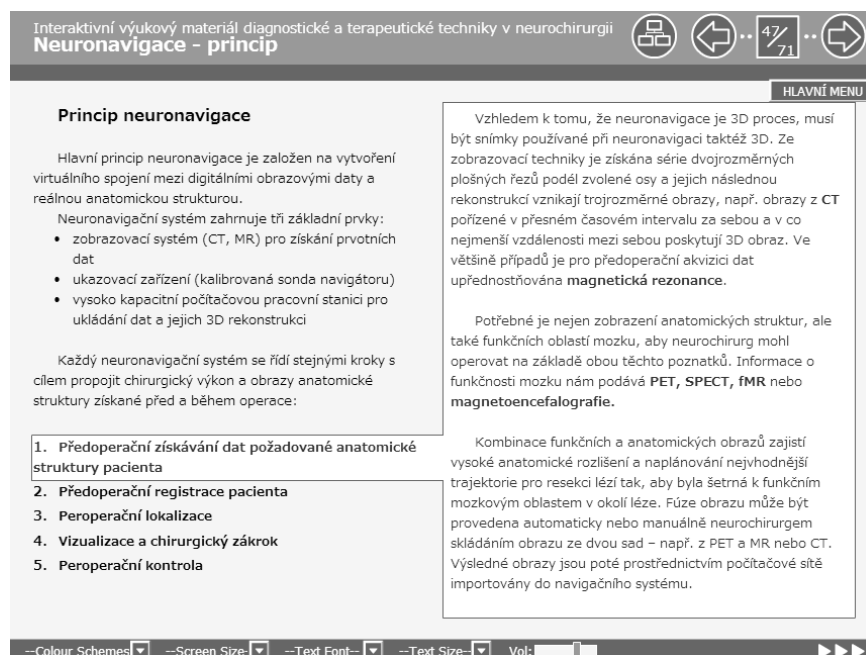 Interaktivní výukový materiál diagnostické a terapeutické techniky v neurochirurgii
Neuronavigace - princip
47/71
HLAVNÍ MENU
Princip neuronavigace
Hlavní princip neuronavigace je založen na vytvoření
virtuálního spojení mezi digitálními obrazovými daty a
reálnou anatomickou strukturou.
Neuronavigační systém zahrnuje tři základní prvky:
• zobrazovací systém (CT, MR) pro získání prvotních
dat
• ukazovací zařízení (kalibrovaná sonda navigátoru)
• vysoko kapacitní počítačovou pracovní stanici pro
ukládání dat a jejich 3D rekonstrukci
Každý neuronavigační systém se řídí stejnými kroky s
cílem propojit chirurgický výkon a obrazy anatomické
struktury získané před a během operace:
1. Předoperační získávání dat požadované anatomické
struktury pacienta
2. Předoperační registrace pacienta
3. Peroperační lokalizace
4. Vizualizace a chirurgický zákrok
5. Peroperační kontrola
Vzhledem k tomu, že neuronavigace je 3D proces, musí
být snímky používané při neuronavigaci taktéž 3D. Ze
zobrazovací techniky je získána série dvojrozměrných
plošných řezů podél zvolené osy a jejich následnou
rekonstrukcí vznikají trojrozměrné obrazy, např. obrazy z CT
pořízené v přesném časovém intervalu za sebou a v co
nejmenší vzdálenosti mezi sebou poskytují 3D obraz. Ve
většině případů je pro předoperační akvizici dat
upřednostňována magnetická rezonance.
Potřebné je nejen zobrazení anatomických struktur, ale
také funkčních oblastí mozku, aby neurochirurg mohl
operovat na základě obou těchto poznatků. Informace o
funkčnosti mozku nám podává PET, SPECT, fMR nebo
magnetoencefalografie.
Kombinace funkčních a anatomických obrazů zajistí
vysoké anatomické rozlišení a naplánování nejvhodnější
trajektorie pro resekci lézí tak, aby byla šetrná k funkčním
mozkovým oblastem v okolí léze. Fúze obrazu může být
provedena automaticky nebo manuálně neurochirurgem
skládáním obrazu ze dvou sad – např. z PET a MR nebo CT.
Výsledné obrazy jsou poté prostřednictvím počítačové sítě
importovány do navigačního systému.
--Colour Schemes --Screen Size- --Text Font-- --Text Size-- Vol: